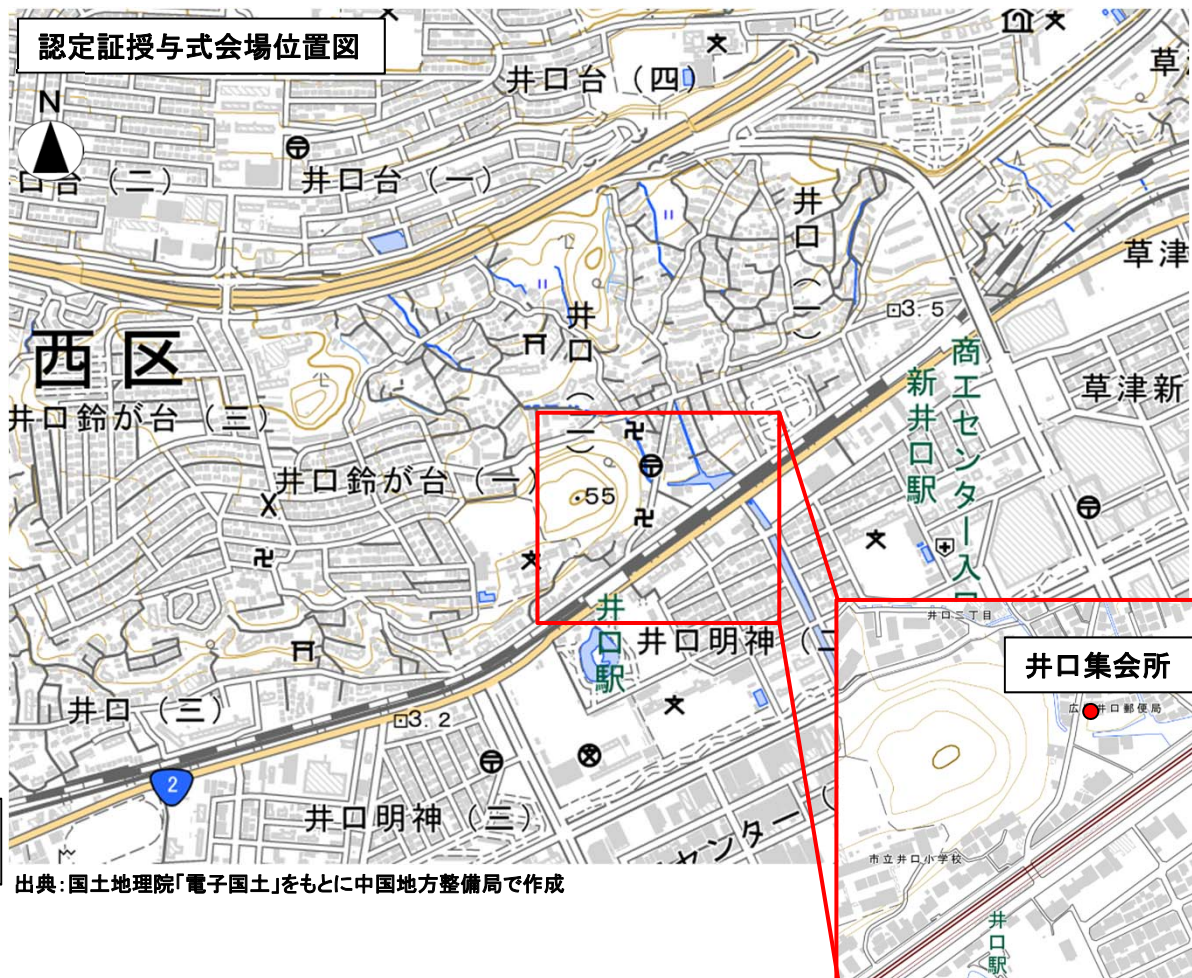 認定証授与式会場位置図
N
井口台（四）
口台（二）
井口台（一）
井口（一）
草津
3.5
西区
井口（二）
商工センター入口
新井口駅
草津新
井口鈴が台（三）
井口鈴が台（一）
55
井口駅
井口明神（二
井口（三）
3.2
2
井口明神（三）
センター（
井口二丁目
井口集会所
井口郵便局
市立井口小学校
井口駅
出典：国土地理院「電子国土」をもとに中国地方整備局で作成